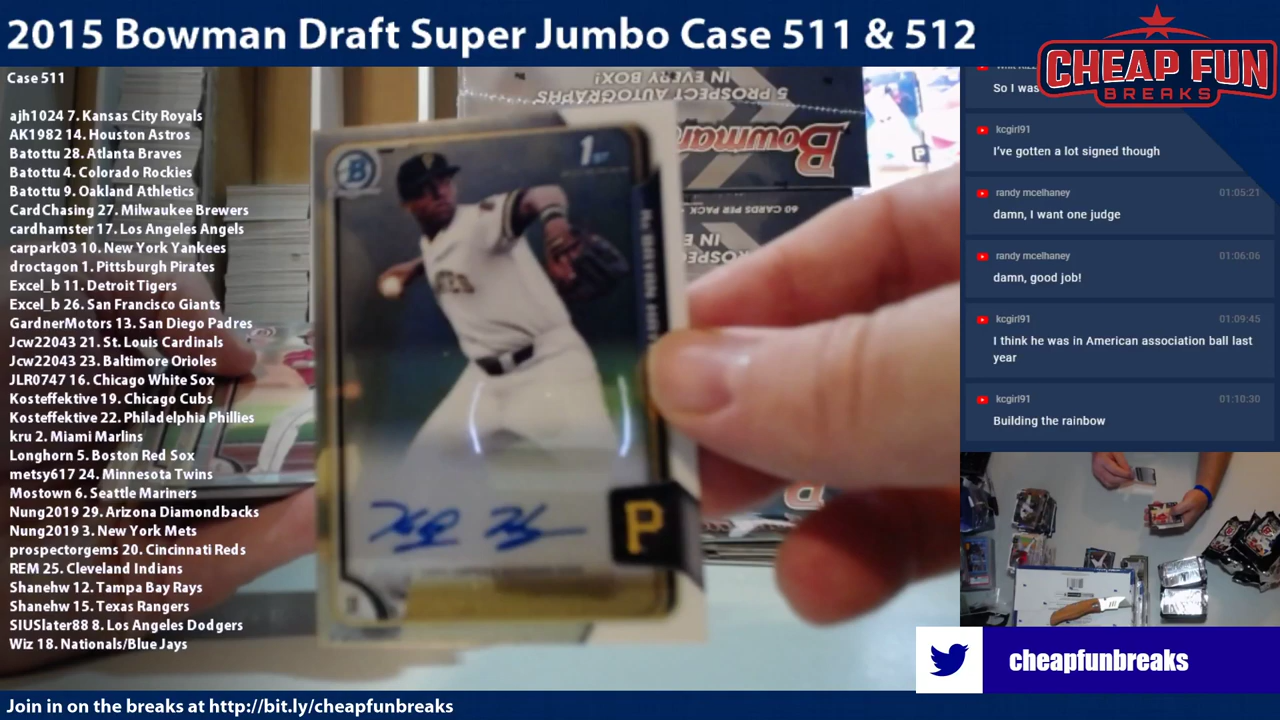 2015 Bowman Draft Super Jumbo Case 511 & 512
CHEAP FUN
BREAKS
Case 511
ajh1024 7. Kansas City Royals
AK1982 14. Houston Astros
Batottu 28. Atlanta Braves
Batottu 4. Colorado Rockies
Batottu 9. Oakland Athletics
CardChasing 27. Milwaukee Brewers
cardhamster 17. Los Angeles Angels
carpark03 10. New York Yankees
droctagon 1. Pittsburgh Pirates
Excel_b 11. Detroit Tigers
Excel_b 26. San Francisco Giants
GardnerMotors 13. San Diego Padres
Jcw22043 21. St. Louis Cardinals
Jcw22043 23. Baltimore Orioles
JLR0747 16. Chicago White Sox
Kosteffektive 19. Chicago Cubs
Kosteffektive 22. Philadelphia Phillies
kru 2. Miami Marlins
Longhorn 5. Boston Red Sox
metsy617 24. Minnesota Twins
Mostown 6. Seattle Mariners
Nung2019 29. Arizona Diamondbacks
Nung2019 3. New York Mets
prospectorgems 20. Cincinnati Reds
REM 25. Cleveland Indians
Shanehw 12. Tampa Bay Rays
Shanehw 15. Texas Rangers
SIUSlater88 8. Los Angeles Dodgers
Wiz 18. Nationals/Blue Jays
5 PROSPECT AUTOGRAPHS
IN EVERY BOX!
Bowman
60 CARDS PER PACK
B
1ST
P
P
So I was
kcgirl91
I've gotten a lot signed though
randy mcelhaney 01:05:21
damn, I want one judge
randy mcelhaney 01:06:06
damn, good job!
kcgirl91 01:09:45
I think he was in American association ball last
year
kcgirl91 01:10:30
Building the rainbow
cheapfunbreaks
Join in on the breaks at http://bit.ly/cheapfunbreaks